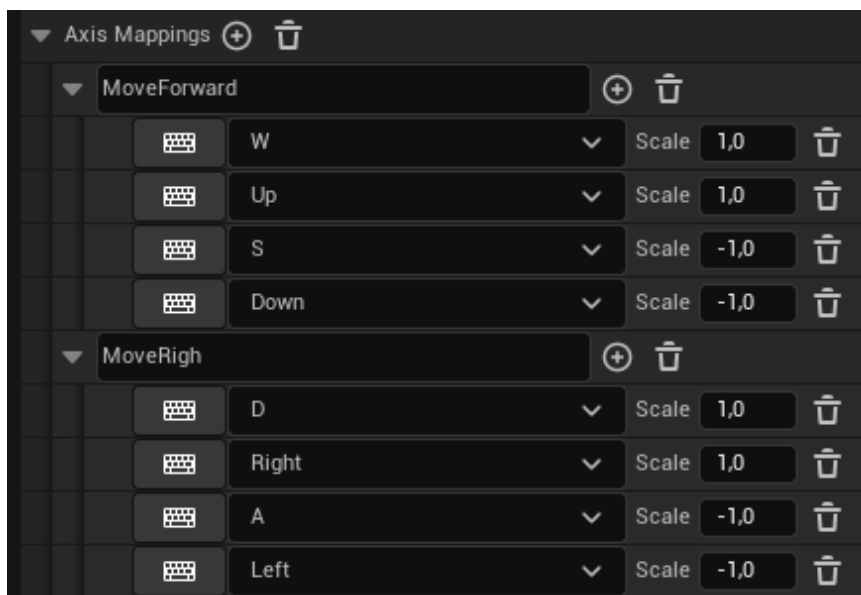 Axis Mappings
MoveForward
W Scale 1,0
Up Scale 1,0
S Scale -1,0
Down Scale -1,0
MoveRigh
D Scale 1,0
Right Scale 1,0
A Scale -1,0
Left Scale -1,0